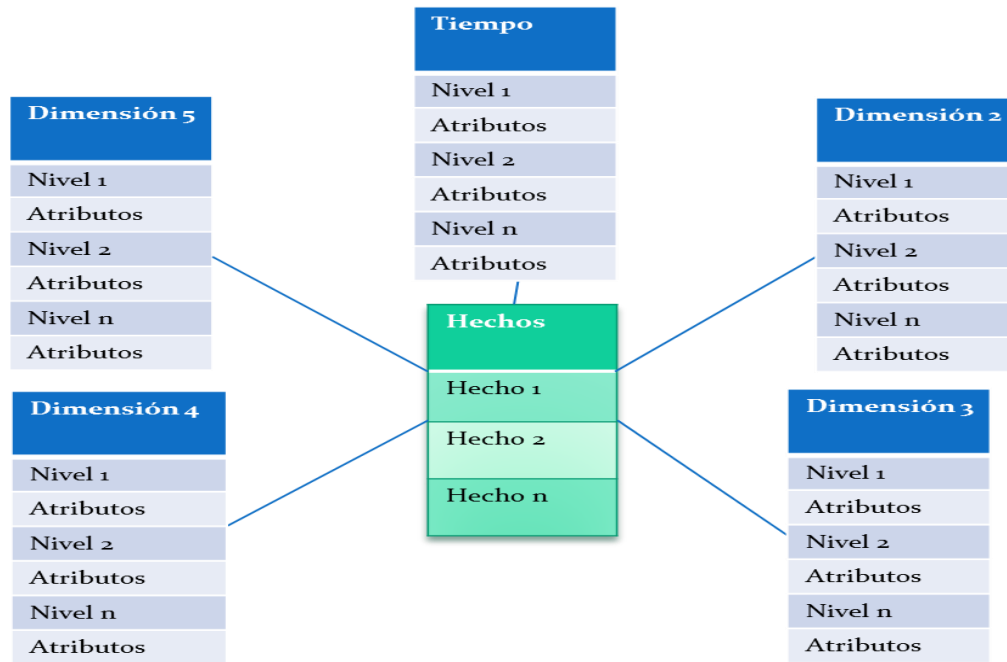 Tiempo
Nivel 1
Atributos
Nivel 2
Atributos
Nivel n
Atributos
Dimensión 5
Nivel 1
Atributos
Nivel 2
Atributos
Nivel n
Atributos
Dimensión 2
Nivel 1
Atributos
Nivel 2
Atributos
Nivel n
Atributos
Hechos
Hecho 1
Hecho 2
Hecho n
Dimensión 4
Nivel 1
Atributos
Nivel 2
Atributos
Nivel n
Atributos
Dimensión 3
Nivel 1
Atributos
Nivel 2
Atributos
Nivel n
Atributos